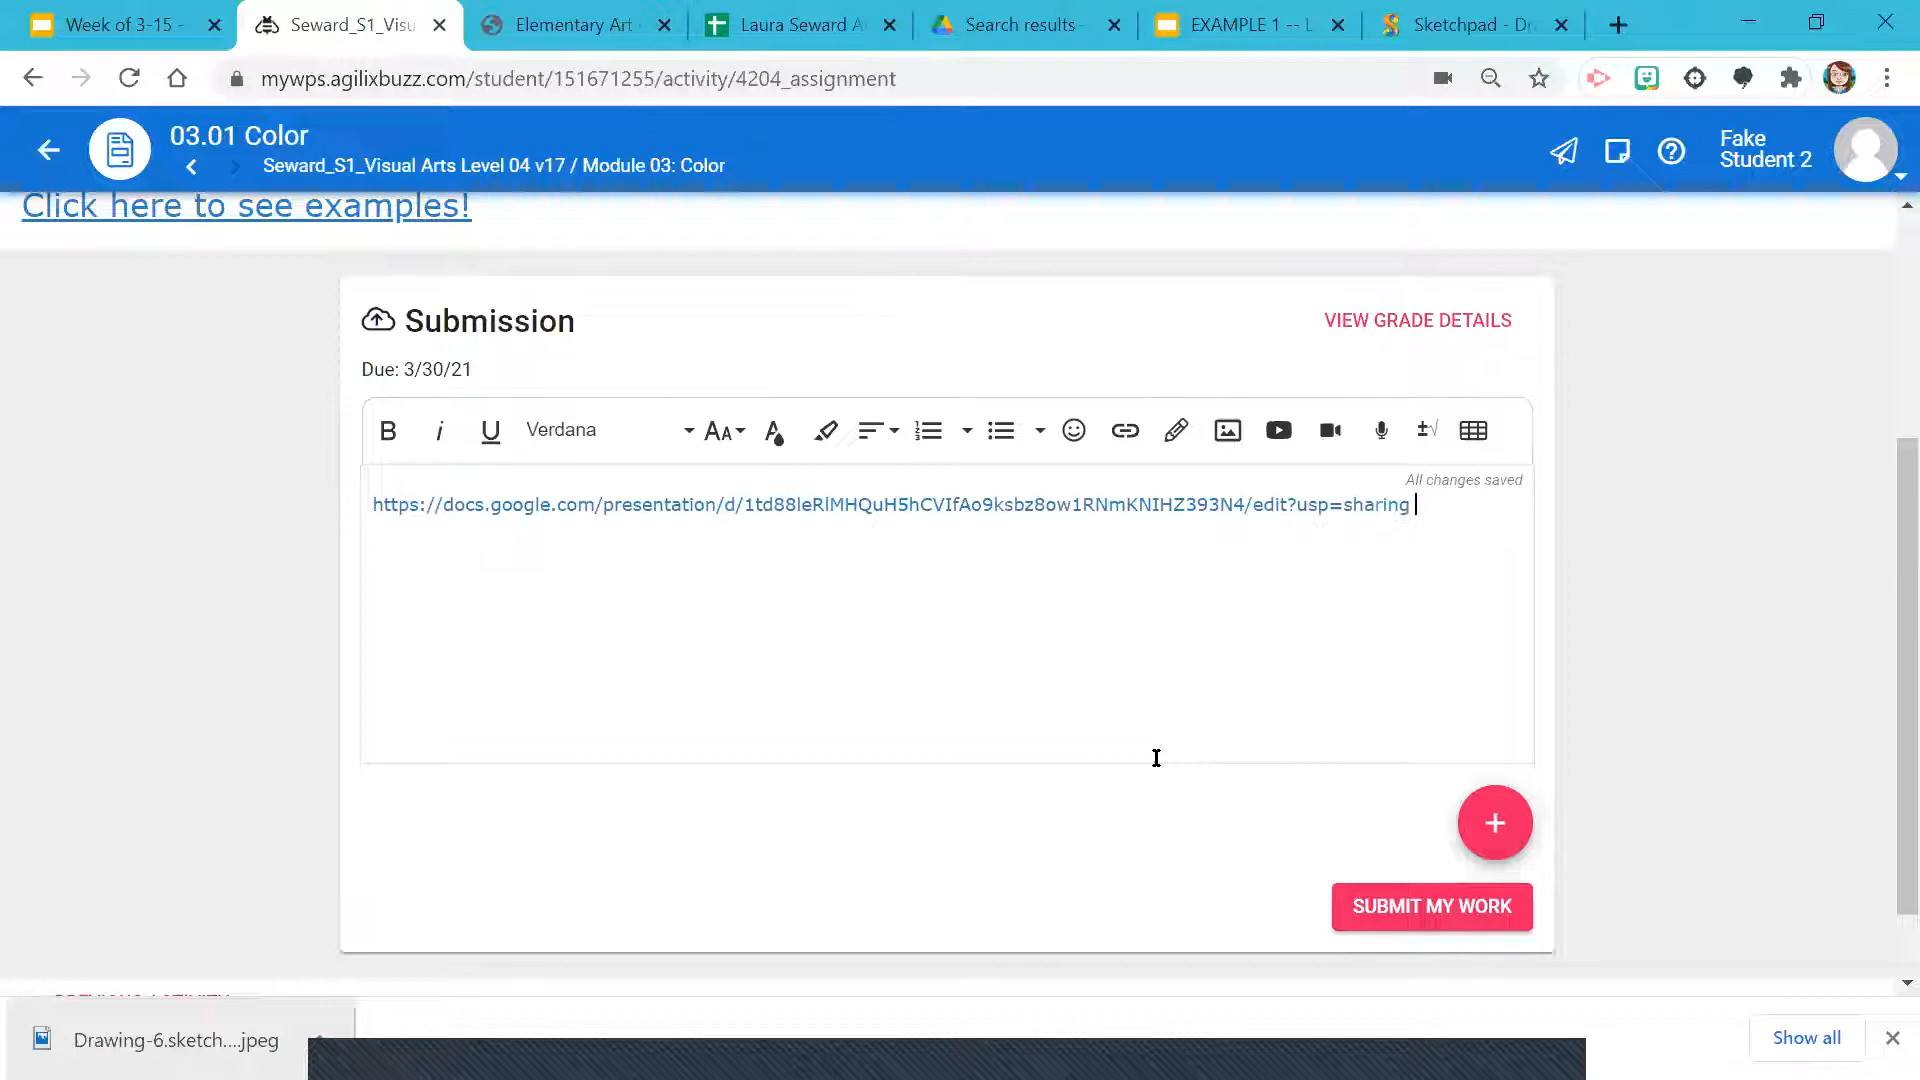 Week of 3-15 -
Seward_S1_Visu
Elementary Art
Laura Seward A
Search results -
EXAMPLE 1 -- L
Sketchpad - Dr
mywps.agilixbuzz.com/student/151671255/activity/4204_assignment
03.01 Color
Seward_S1_Visual Arts Level 04 v17 / Module 03: Color
Fake
Student 2
Click here to see examples!
Submission
VIEW GRADE DETAILS
Due: 3/30/21
B i U Verdana AA
All changes saved
https://docs.google.com/presentation/d/1td88leRlMHQuH5hCVIfAo9ksbz8ow1RNmKNIHZ393N4/edit?usp=sharing
+
SUBMIT MY WORK
Drawing-6.sketch....jpeg
Show all